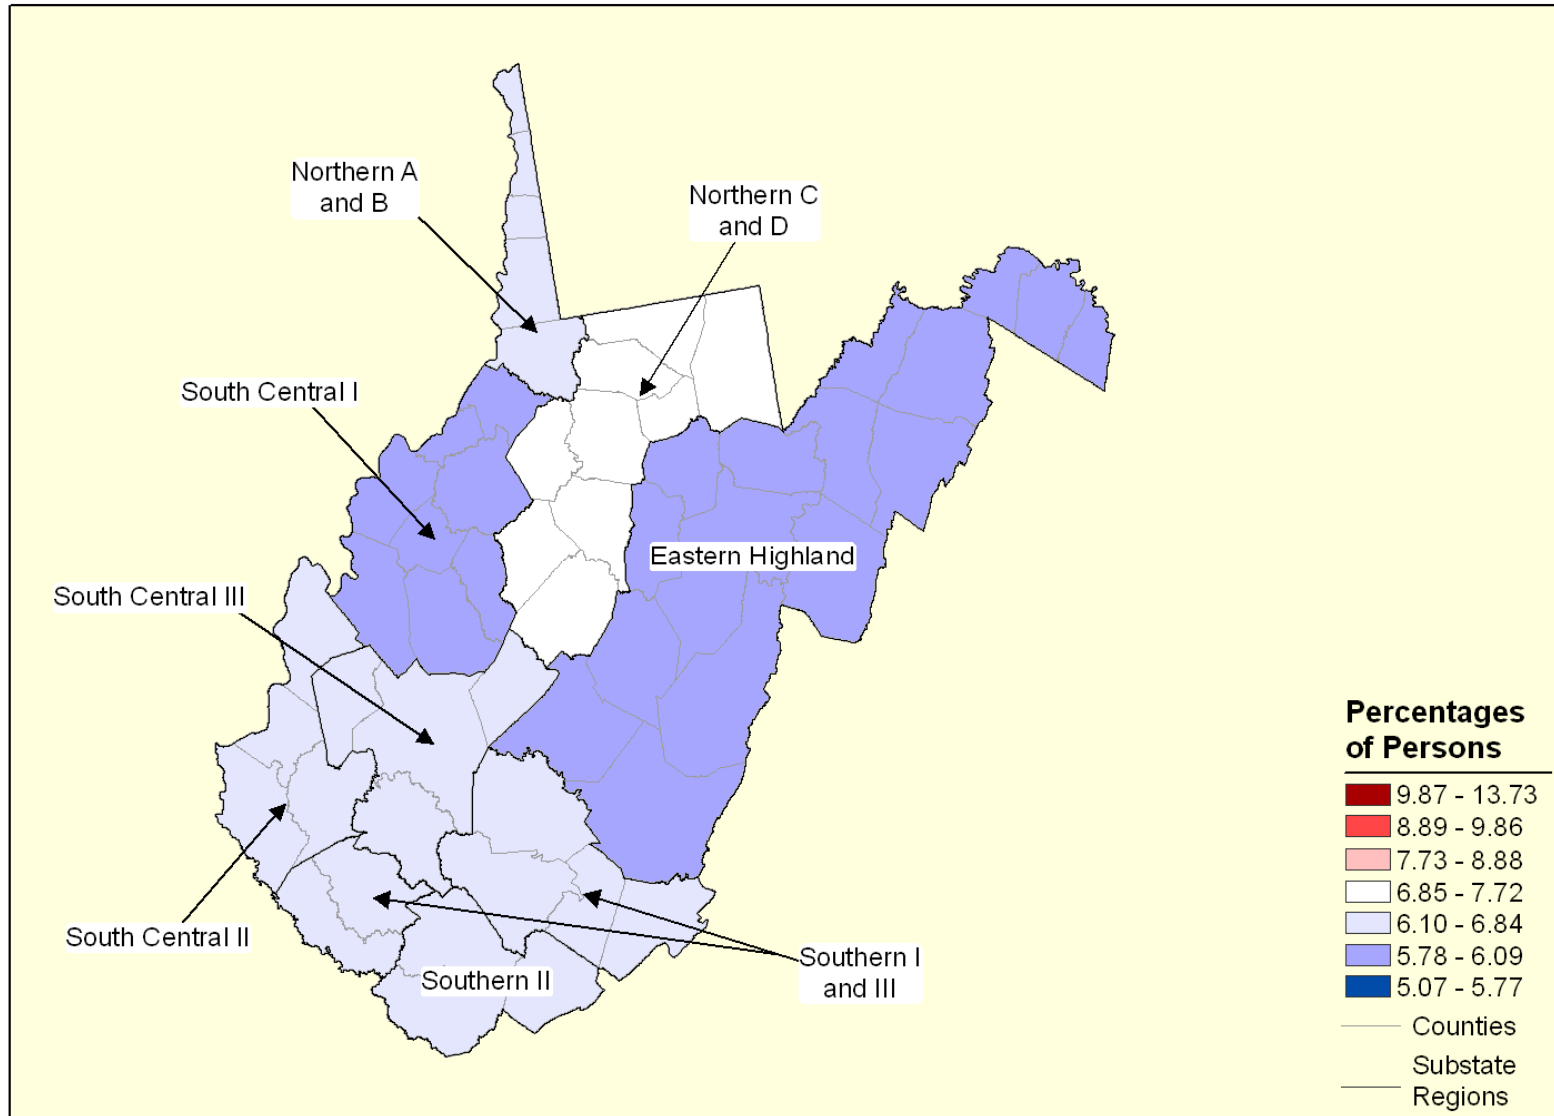 Northern A
and B
Northern C
and D
South Central I
Eastern Highland
South Central III
South Central II
Southern II
Southern I
and III
Percentages
of Persons
9.87 - 13.73
8.89 - 9.86
7.73 - 8.88
6.85 - 7.72
6.10 - 6.84
5.78 - 6.09
5.07 - 5.77
Counties
Substate
Regions